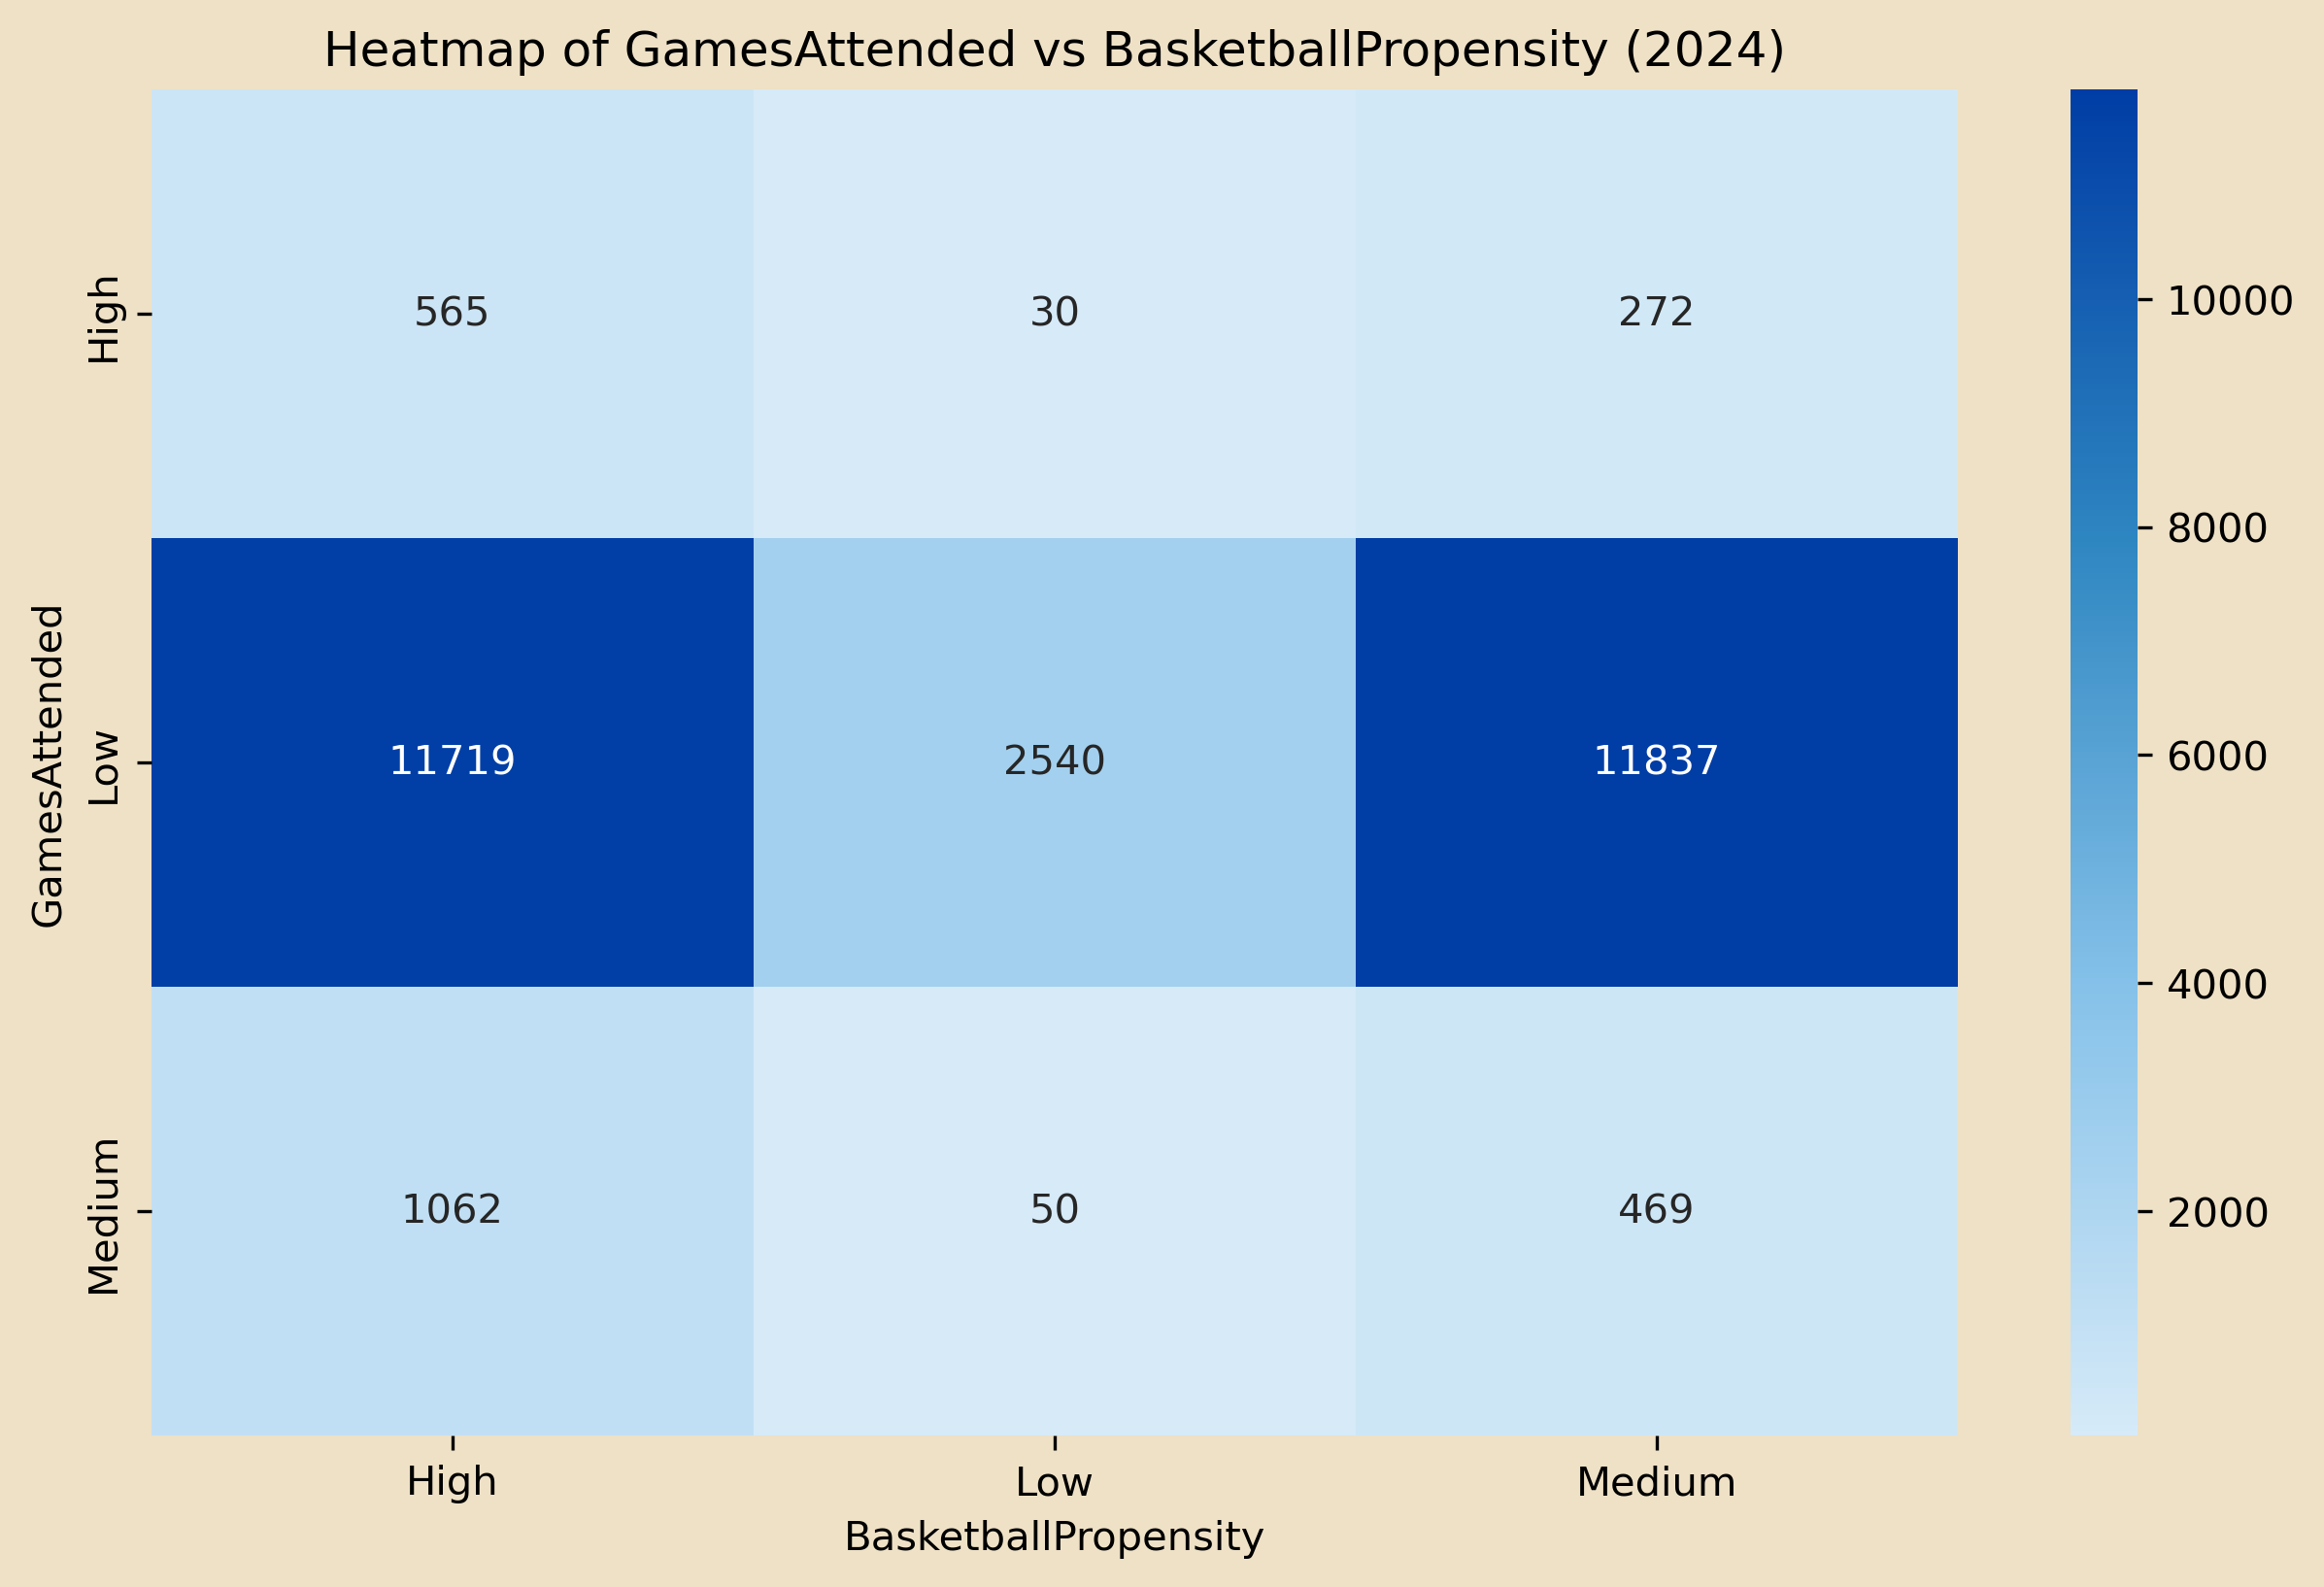 Heatmap of GamesAttended vs BasketballPropensity (2024)
GamesAttended
High
565
30
272
Low
11719
2540
11837
Medium
1062
50
469
High
Low
Medium
BasketballPropensity
10000
8000
6000
4000
2000